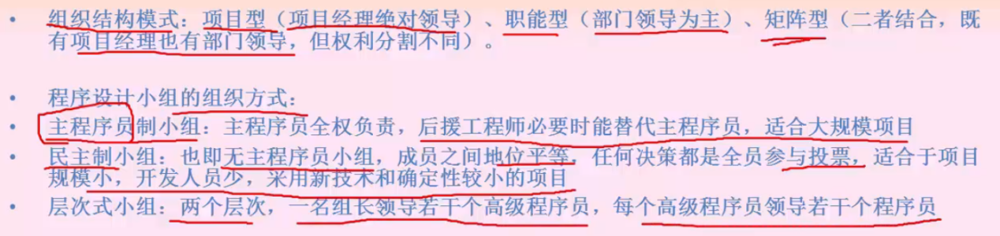 • 组织结构模式：项目型（项目经理绝对领导）、职能型（部门领导为主）、矩阵型（二者结合，既
有项目经理也有部门领导，但权利分割不同）。
• 程序设计小组的组织方式：
• 主程序员制小组：主程序员全权负责，后援工程师必要时能替代主程序员，适合大规模项目
• 民主制小组：也即无主程序员小组，成员之间地位平等，任何决策都是全员参与投票，适合于项目
规模小，开发人员少，采用新技术和确定性较小的项目
• 层次式小组：两个层次，一名组长领导若干个高级程序员，每个高级程序员领导若干个程序员